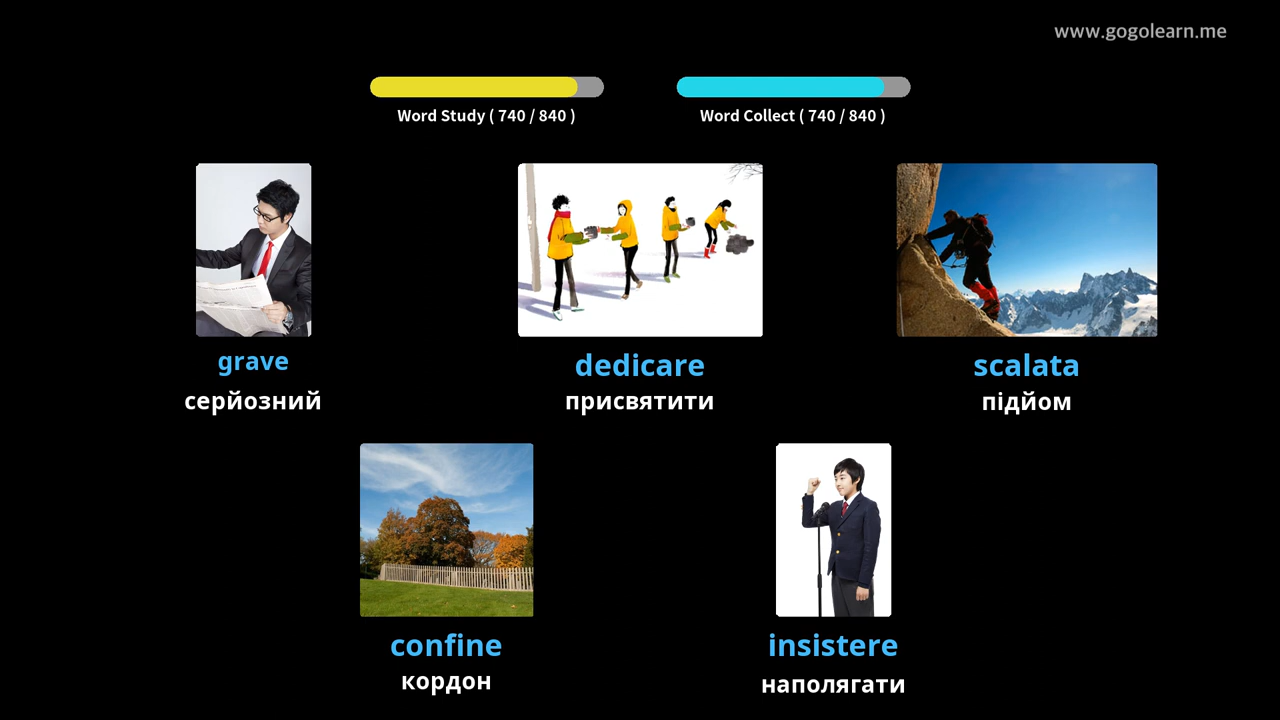 www.gogolearn.me
Word Study ( 740 / 840 )
Word Collect ( 740 / 840 )
grave
серйозний
dedicare
присвятити
scalata
підйом
confine
кордон
insistere
наполягати